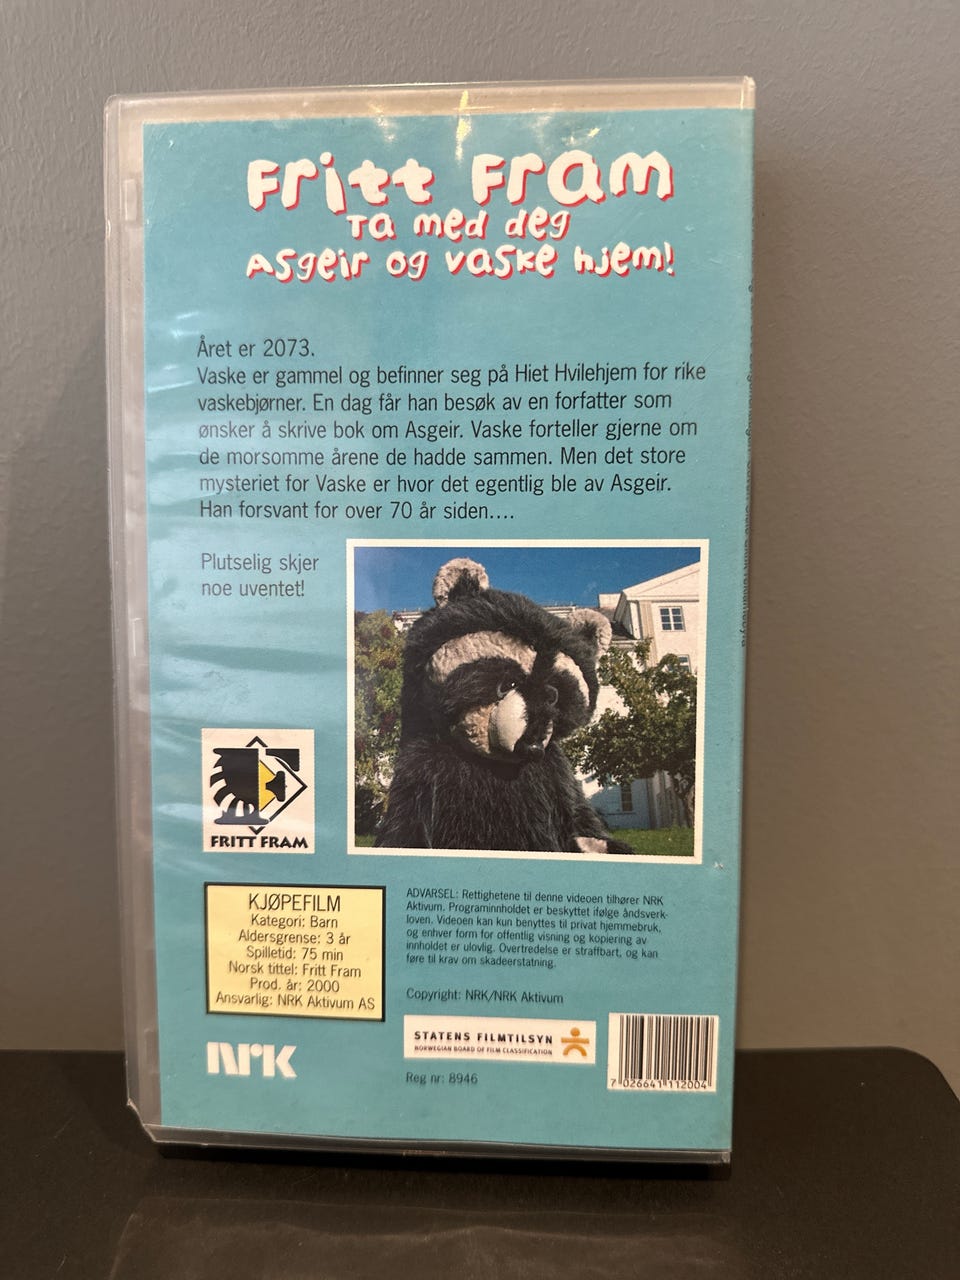 Fritt Fram
Ta med deg
Asgeir og Vaske hjem!
Året er 2073.
Vaske er gammel og befinner seg på Hiet Hvilehjem for rike
vaskebjørner. En dag får han besøk av en forfatter som
ønsker å skrive bok om Asgeir. Vaske forteller gjerne om
de morsomme årene de hadde sammen. Men det store
mysteriet for Vaske er hvor det egentlig ble av Asgeir.
Han forsvant for over 70 år siden....
Plutselig skjer
noe uventet!
FRITT FRAM
KJØPEFILM
Kategori: Barn
Aldersgrense: 3 år
Spilletid: 75 min
Norsk tittel: Fritt Fram
Prod. år: 2000
Ansvarlig: NRK Aktivum AS
ADVARSEL: Rettighetene til denne videoen tilhører NRK
Aktivum. Programinnholdet er beskyttet ifølge åndsverk-
loven. Videoen kan kun benyttes til privat hjemmebruk,
og enhver form for offentlig visning og kopiering av
innholdet er ulovlig. Overtredelse er straffbart, og kan
føre til krav om skadeerstatning.
Copyright: NRK/NRK Aktivum
STATENS FILMTILSYN
NORWEGIAN BOARD OF FILM CLASSIFICATION
Reg nr: 8946
NRK
7 026641 112004